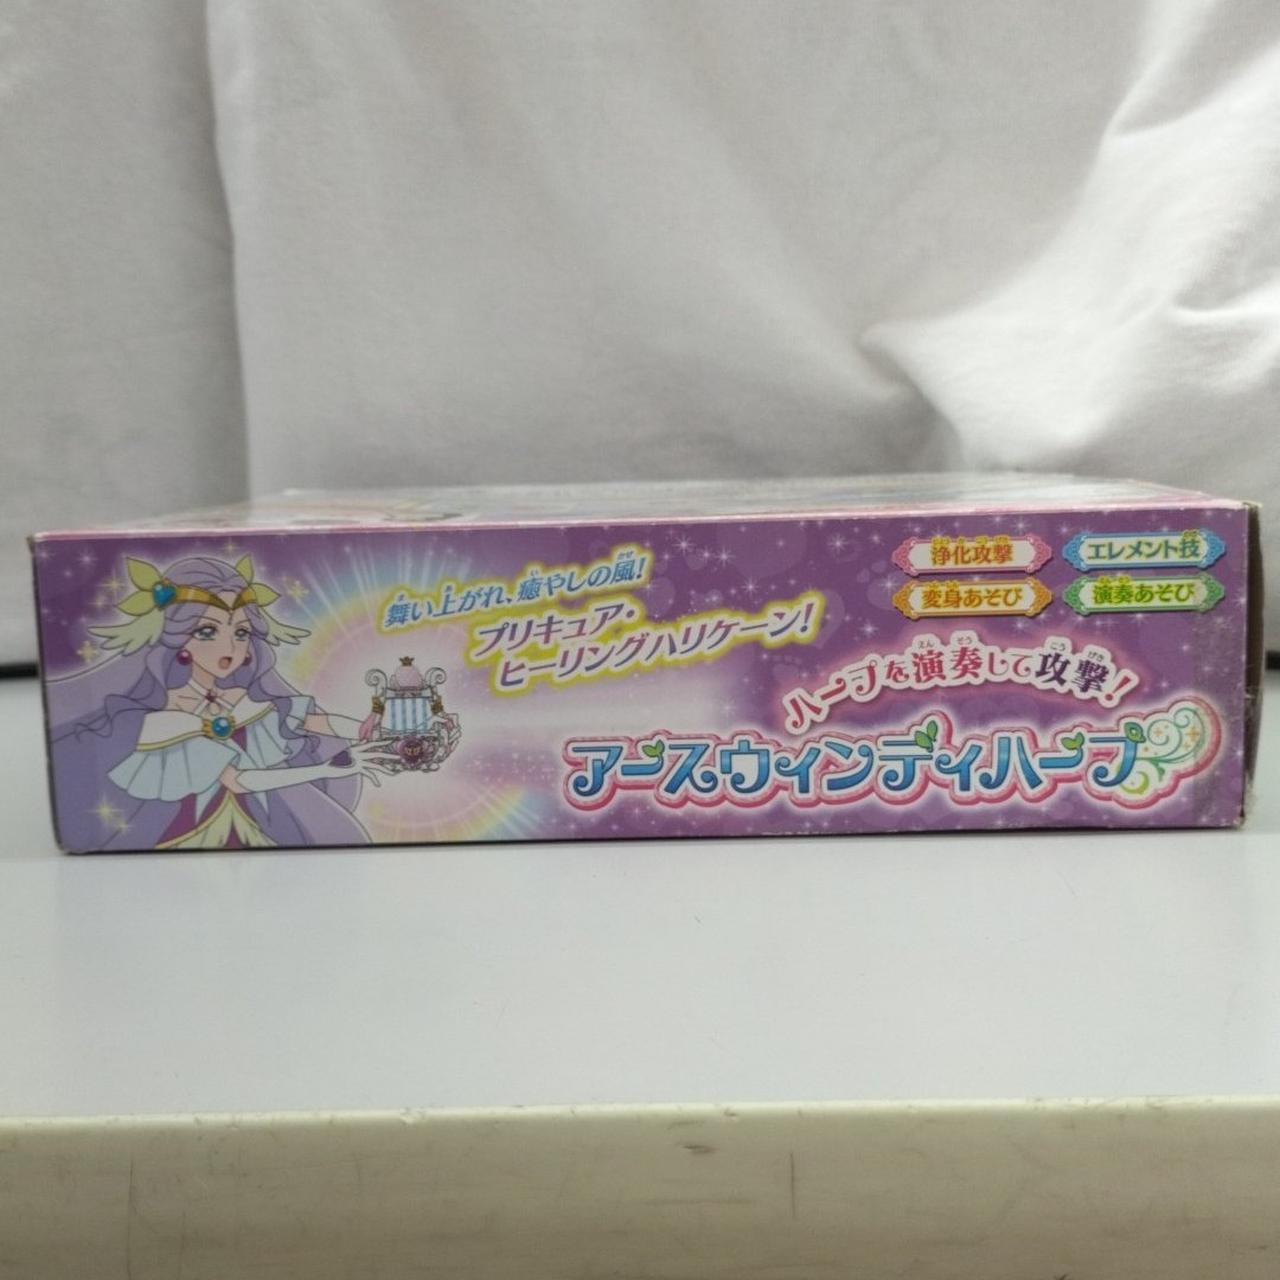 舞い上がれ、癒やしの風!
プリキュア・
ヒーリングハリケーン!
浄化攻撃
エレメント技
変身あそび
演奏あそび
ハープを演奏して攻撃!
アースウィンディハープ